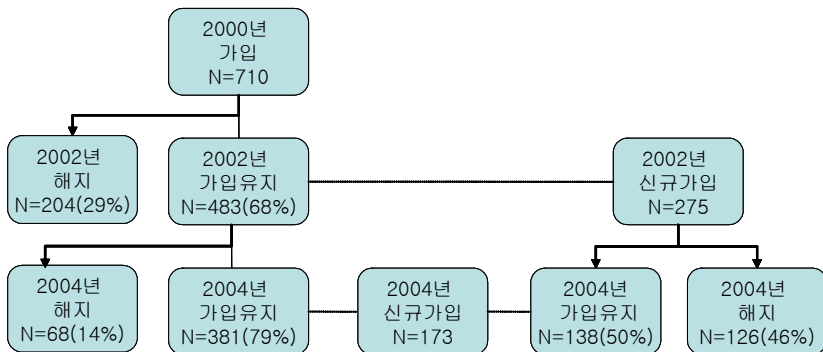 2000년
가입
N=710
2002년
해지
N=204(29%)
2002년
가입유지
N=483(68%)
2002년
신규가입
N=275
2004년
해지
N=68(14%)
2004년
가입유지
N=381(79%)
2004년
신규가입
N=173
2004년
가입유지
N=138(50%)
2004년
해지
N=126(46%)